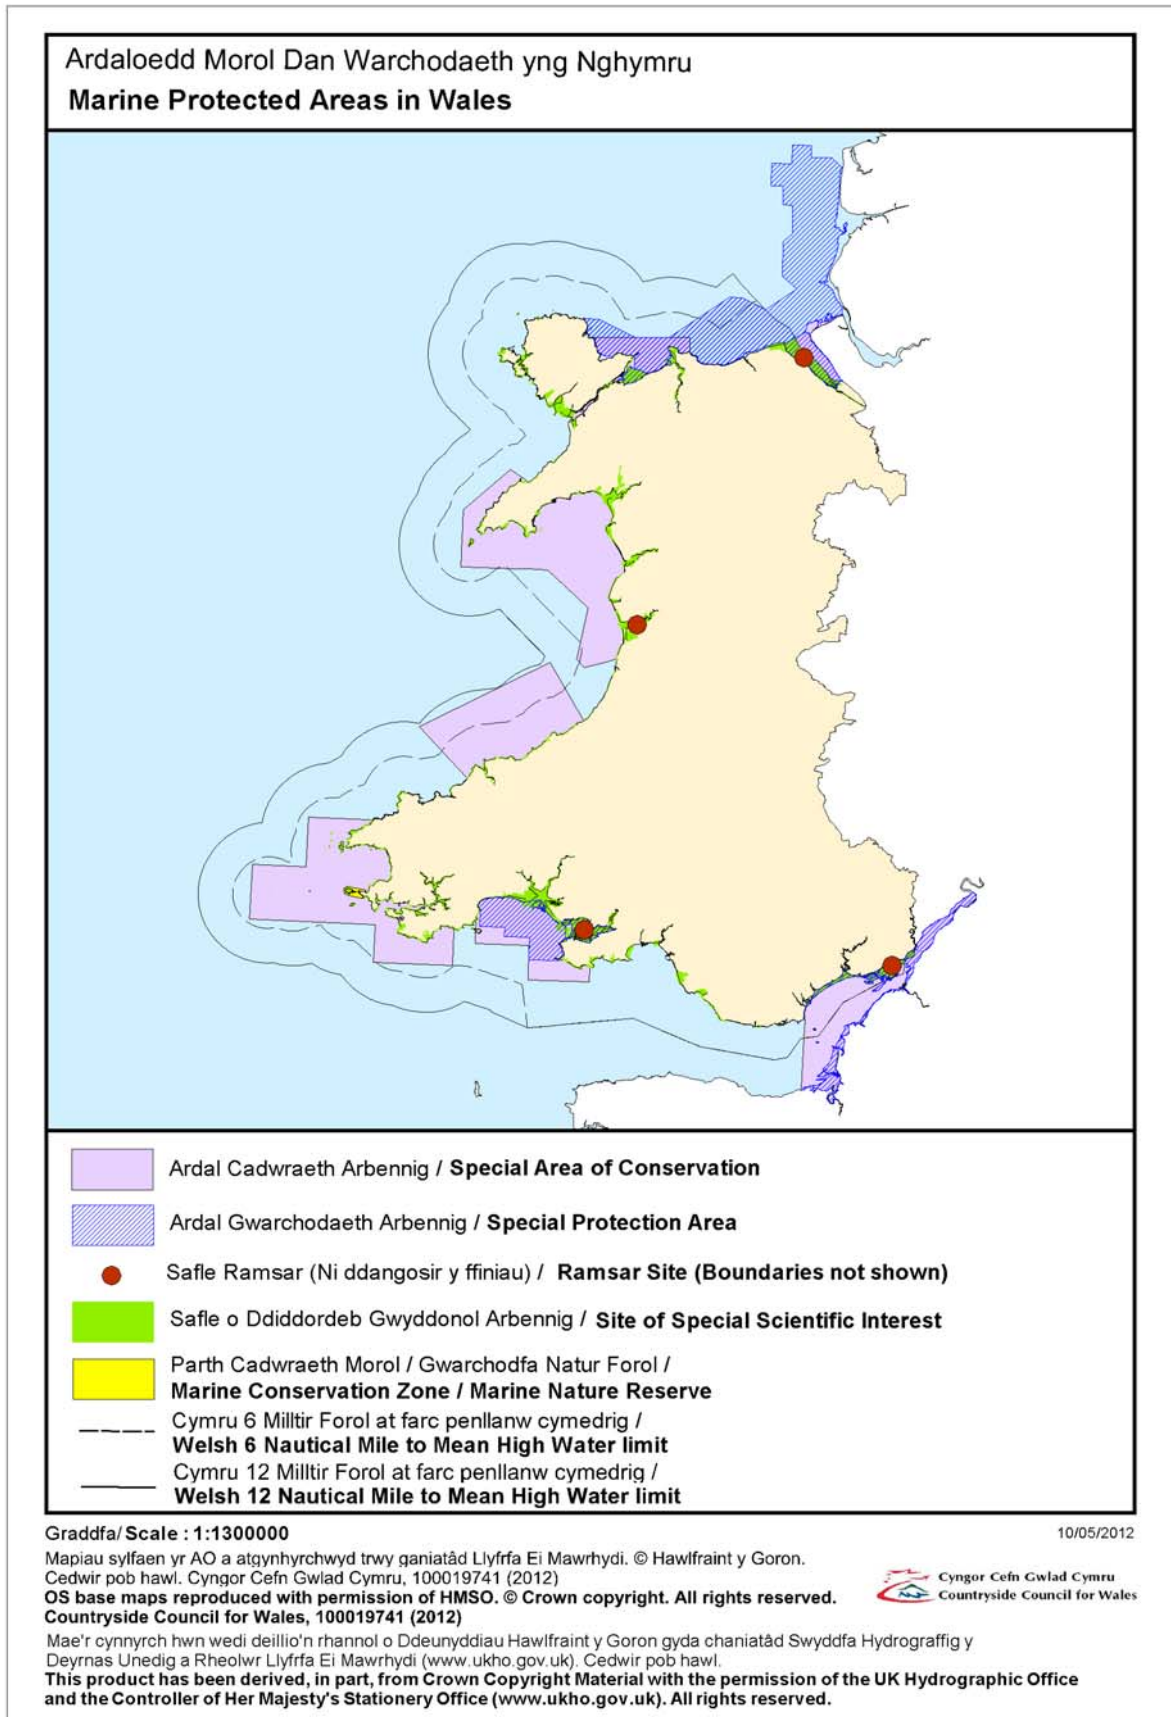 Ardaloedd Morol Dan Warchodaeth yng Nghymru
Marine Protected Areas in Wales
Ardal Cadwraeth Arbennig / Special Area of Conservation
Ardal Gwarchodaeth Arbennig / Special Protection Area
Safle Ramsar (Ni ddangosir y ffiniau) / Ramsar Site (Boundaries not shown)
Safle o Ddiddordeb Gwyddonol Arbennig / Site of Special Scientific Interest
Parth Cadwraeth Morol / Gwarchodfa Natur Forol /
Marine Conservation Zone / Marine Nature Reserve
Cymru 6 Milltir Forol at farc penllanw cymedrig /
Welsh 6 Nautical Mile to Mean High Water limit
Cymru 12 Milltir Forol at farc penllanw cymedrig /
Welsh 12 Nautical Mile to Mean High Water limit
Graddfa/ Scale : 1:1300000
10/05/2012
Mapiau sylfaen yr AO a atgynhyrchwyd trwy ganiatâd Llyfrfa Ei Mawrhydi. © Hawlfraint y Goron.
Cedwir pob hawl. Cyngor Cefn Gwlad Cymru, 100019741 (2012)
OS base maps reproduced with permission of HMSO. © Crown copyright. All rights reserved.
Countryside Council for Wales, 100019741 (2012)
Cyngor Cefn Gwlad Cymru
Countryside Council for Wales
Mae'r cynnyrch hwn wedi deillio'n rhannol o Ddeunyddiau Hawlfraint y Goron gyda chaniatâd Swyddfa Hydrograffig y
Deyrnas Unedig a Rheolwr Llyfrfa Ei Mawrhydi (www.ukho.gov.uk). Cedwir pob hawl.
This product has been derived, in part, from Crown Copyright Material with the permission of the UK Hydrographic Office
and the Controller of Her Majesty's Stationery Office (www.ukho.gov.uk). All rights reserved.